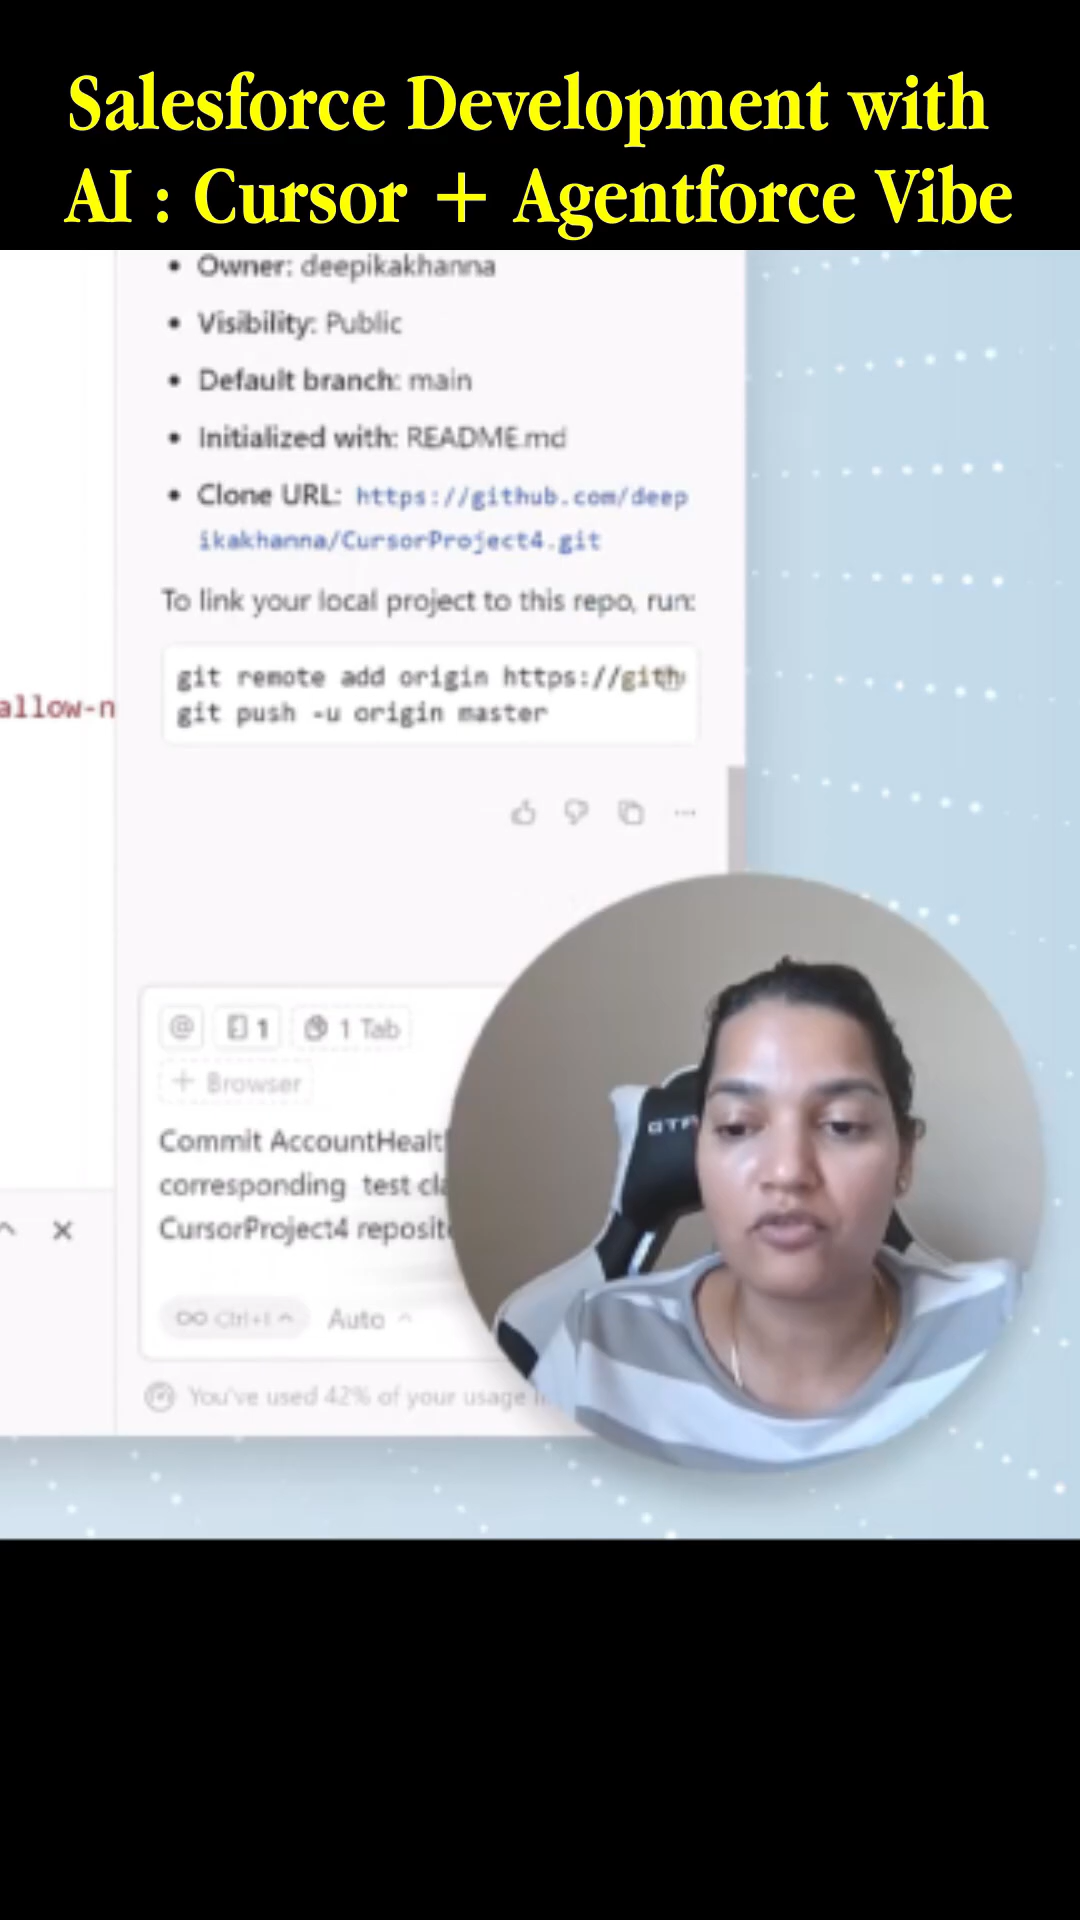 Salesforce Development with
AI : Cursor + Agentforce Vibe
Owner: deepikakhanna
Visibility: Public
Default branch: main
Initialized with: README.md
Clone URL: https://github.com/deep
ikakhanna/CursorProject4.git
To link your local project to this repo, run:
git remote add origin https://gith
git push -u origin master
allow-n
@ 1 1 Tab
+ Browser
Commit AccountHealt
corresponding test cla
CursorProject4 reposit
Ctrl+I Auto
You've used 42% of your usage